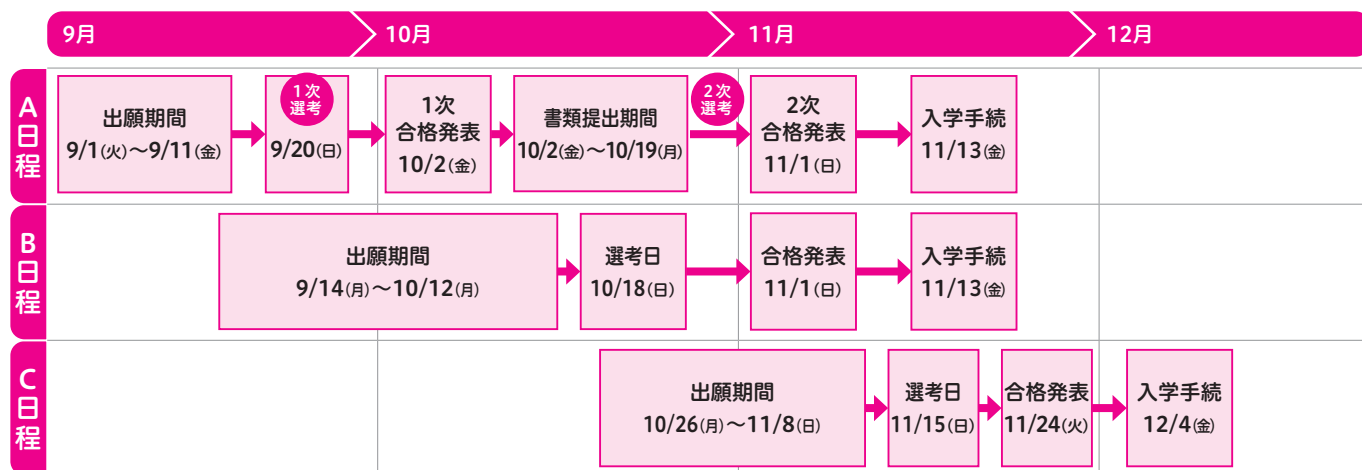 9月
10月
11月
12月
A日程
出願期間
9/1(火)～9/11(金)
1次
選考
9/20(日)
1次
合格発表
10/2(金)
書類提出期間
10/2(金)～10/19(月)
2次
選考
2次
合格発表
11/1(日)
入学手続
11/13(金)
B日程
出願期間
9/14(月)～10/12(月)
選考日
10/18(日)
合格発表
11/1(日)
入学手続
11/13(金)
C日程
出願期間
10/26(月)～11/8(日)
選考日
11/15(日)
合格発表
11/24(火)
入学手続
12/4(金)